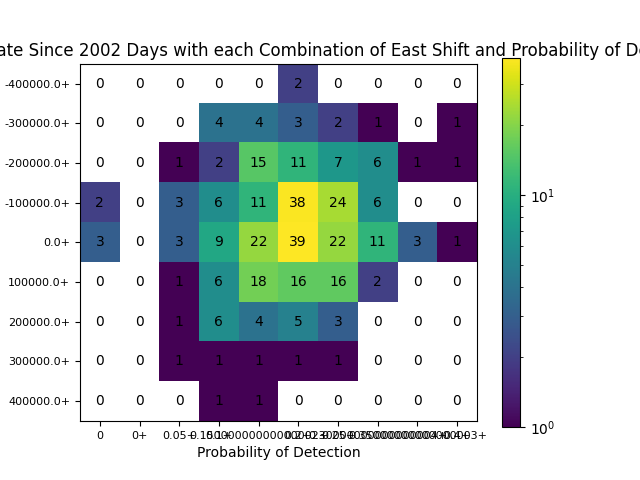 ate Since 2002 Days with each Combination of East Shift and Probability of De
-400000.0+ 0 0 0 0 0 2 0 0 0 0
-300000.0+ 0 0 0 4 4 3 2 1 0 1
-200000.0+ 0 0 1 2 15 11 7 6 1 1
-100000.0+ 2 0 3 6 11 38 24 6 0 0
0.0+ 3 0 3 9 22 39 22 11 3 1
100000.0+ 0 0 1 6 18 16 16 2 0 0
200000.0+ 0 0 1 6 4 5 3 0 0 0
300000.0+ 0 0 1 1 1 1 1 0 0 0
400000.0+ 0 0 0 1 1 0 0 0 0 0
0 0+ 0.05+
Probability of Detection
10¹
10⁰